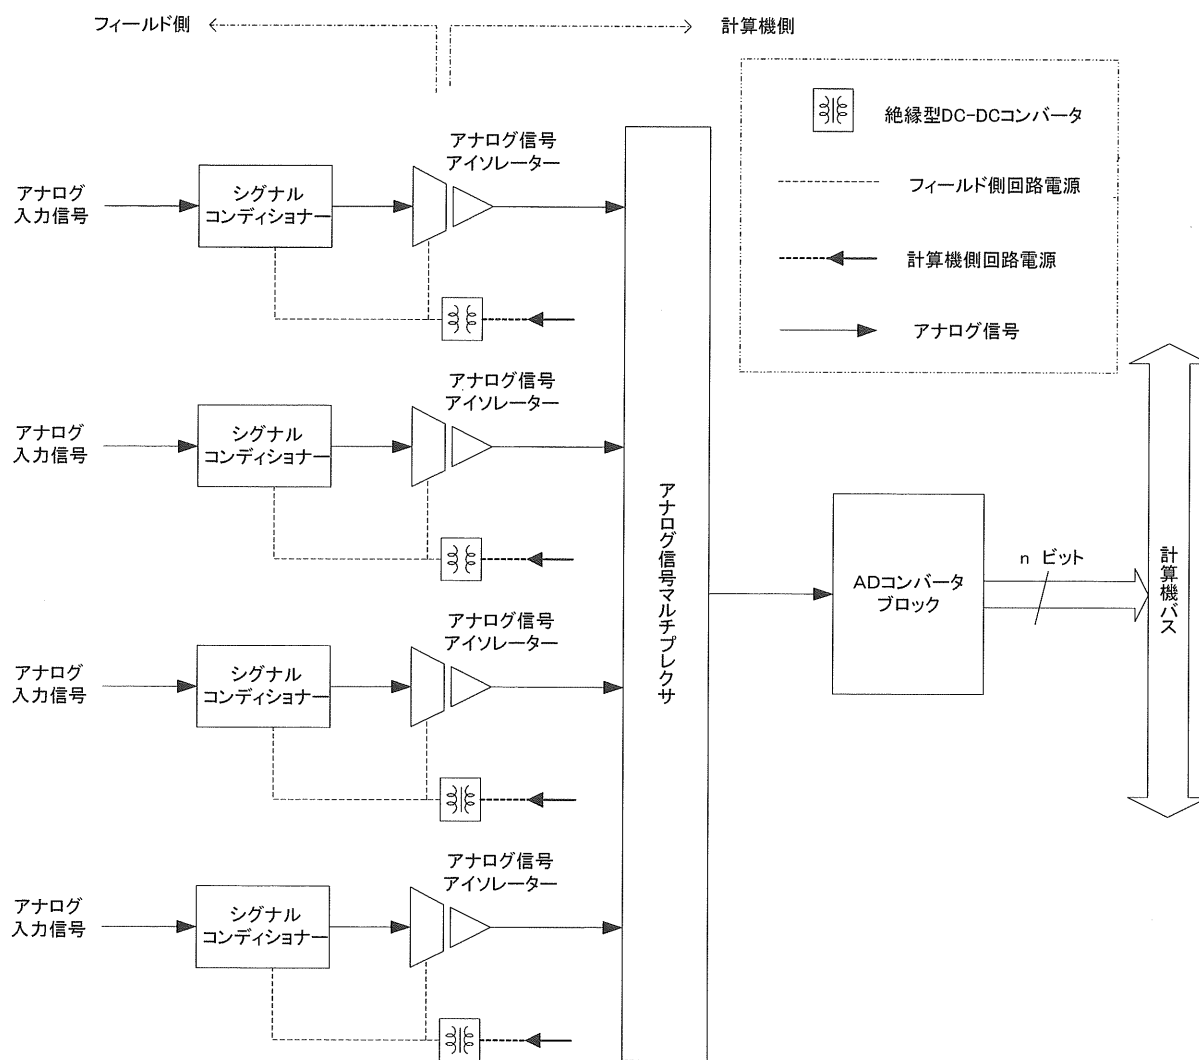 フィールド側
計算機側
絶縁型DC-DCコンバータ
フィールド側回路電源
計算機側回路電源
アナログ信号
アナログ信号
アイソレーター
アナログ
入力信号
シグナル
コンディショナー
アナログ信号
アイソレーター
アナログ
入力信号
シグナル
コンディショナー
アナログ信号
アイソレーター
アナログ
入力信号
シグナル
コンディショナー
アナログ信号
アイソレーター
アナログ
入力信号
シグナル
コンディショナー
アナログ信号マルチプレクサ
ADコンバータ
ブロック
n ビット
計算機バス